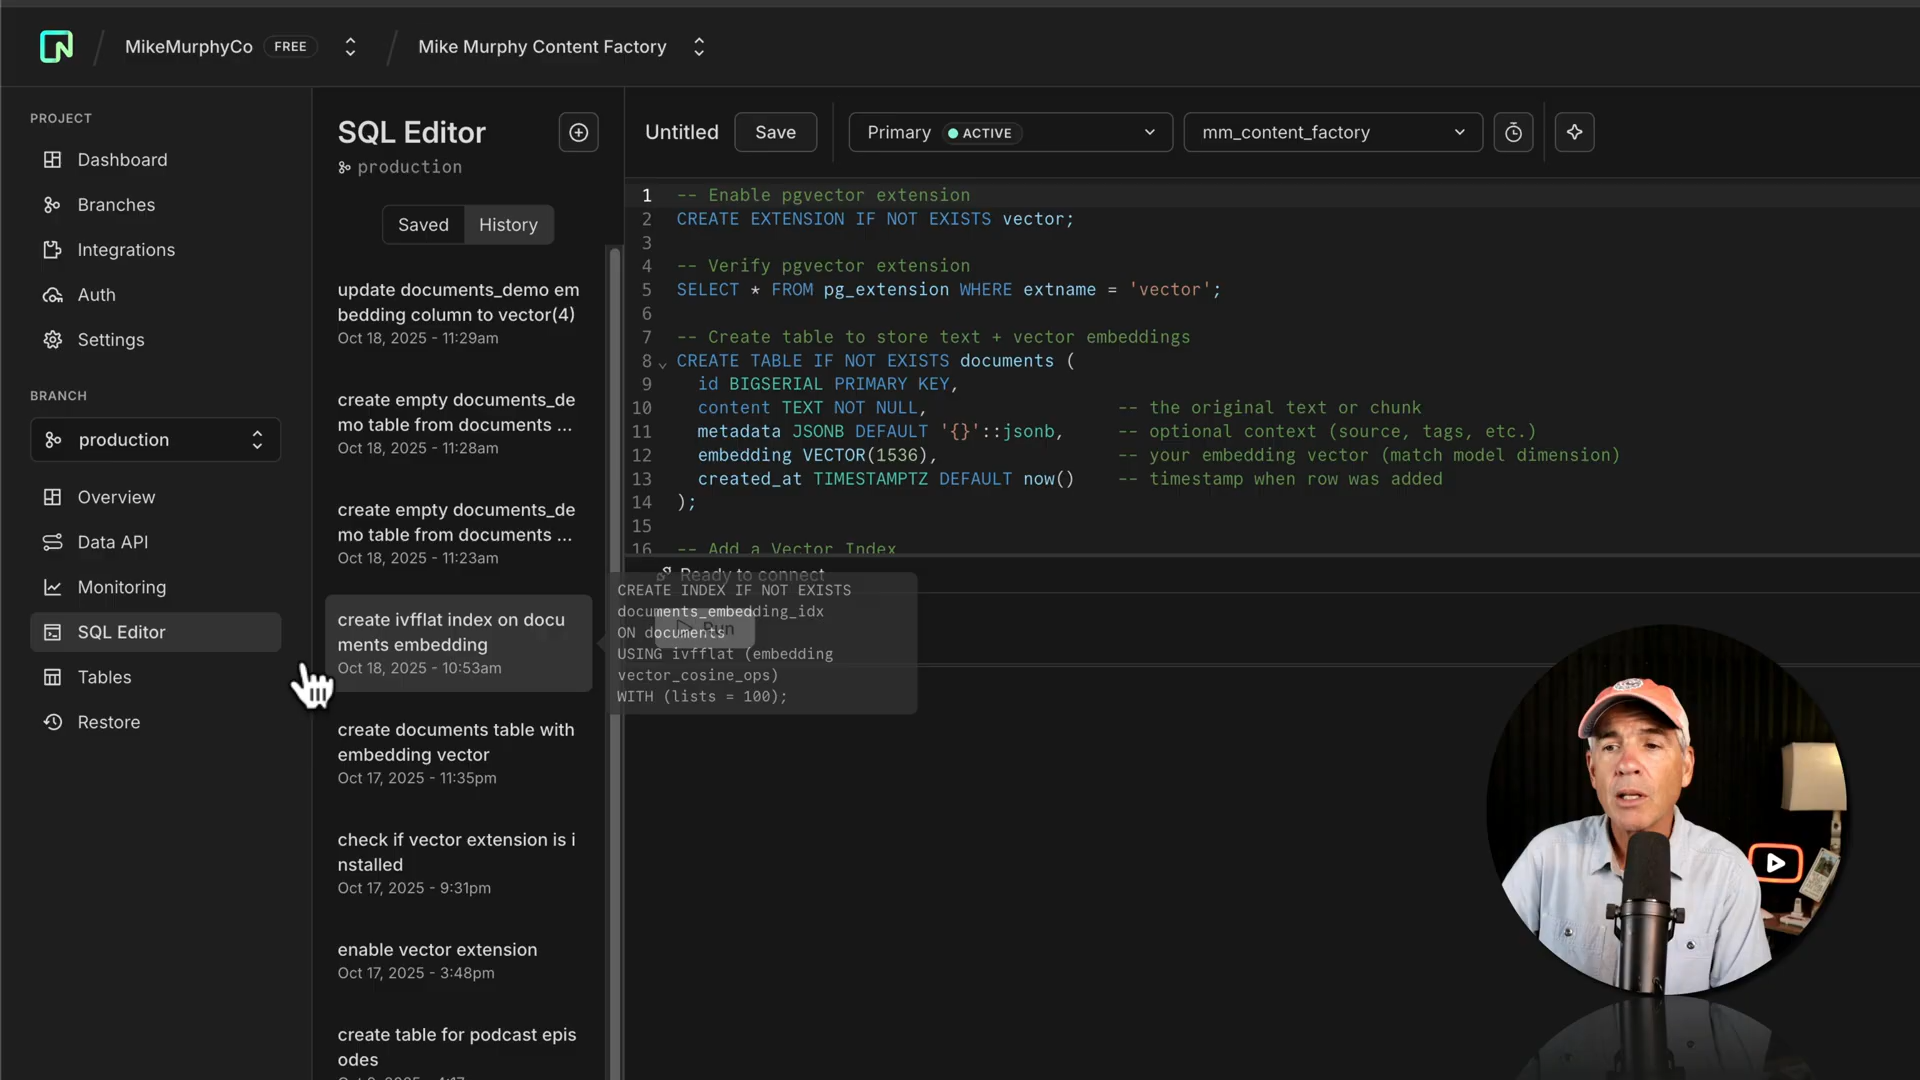 MikeMurphyCo FREE
Mike Murphy Content Factory
PROJECT
Dashboard
Branches
Integrations
Auth
Settings
BRANCH
production
Overview
Data API
Monitoring
SQL Editor
Tables
Restore
SQL Editor
production
Saved History
update documents_demo em
bedding column to vector(4)
Oct 18, 2025 - 11:29am
create empty documents_de
mo table from documents ...
Oct 18, 2025 - 11:28am
create empty documents_de
mo table from documents ...
Oct 18, 2025 - 11:23am
create ivfflat index on docu
ments embedding
Oct 18, 2025 - 10:53am
create documents table with
embedding vector
Oct 17, 2025 - 11:35pm
check if vector extension is i
nstalled
Oct 17, 2025 - 9:31pm
enable vector extension
Oct 17, 2025 - 3:48pm
create table for podcast epis
odes
Untitled Save Primary ACTIVE mm_content_factory
1 -- Enable pgvector extension
2 CREATE EXTENSION IF NOT EXISTS vector;
3
4 -- Verify pgvector extension
5 SELECT * FROM pg_extension WHERE extname = 'vector';
6
7 -- Create table to store text + vector embeddings
8 CREATE TABLE IF NOT EXISTS documents (
9 id BIGSERIAL PRIMARY KEY,
10 content TEXT NOT NULL, -- the original text or chunk
11 metadata JSONB DEFAULT '{}'::jsonb, -- optional context (source, tags, etc.)
12 embedding VECTOR(1536), -- your embedding vector (match model dimension)
13 created_at TIMESTAMPTZ DEFAULT now() -- timestamp when row was added
14 );
15
16 -- Add a Vector Index
Ready to connect
Run
CREATE INDEX IF NOT EXISTS
documents_embedding_idx
ON documents
USING ivfflat (embedding
vector_cosine_ops)
WITH (lists = 100);